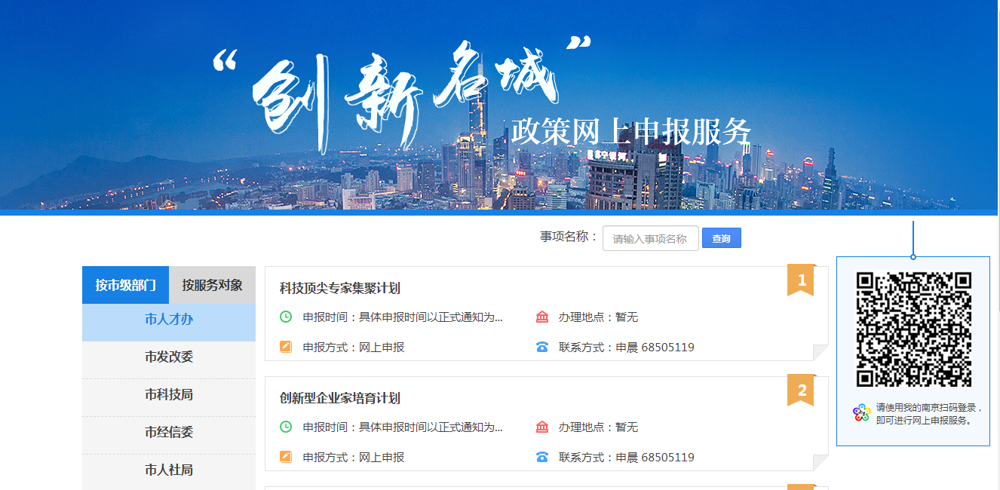 “创新名城”
政策网上申报服务
事项名称：
请输入事项名称
查询
按市级部门
按服务对象
市人才办
市发改委
市科技局
市经信委
市人社局
科技顶尖专家集聚计划
1
申报时间：具体申报时间以正式通知为...
办理地点：暂无
申报方式：网上申报
联系方式：申晨 68505119
创新型企业家培育计划
2
申报时间：具体申报时间以正式通知为...
办理地点：暂无
申报方式：网上申报
联系方式：申晨 68505119
请使用我的南京扫码登录，
即可进行网上申报服务。